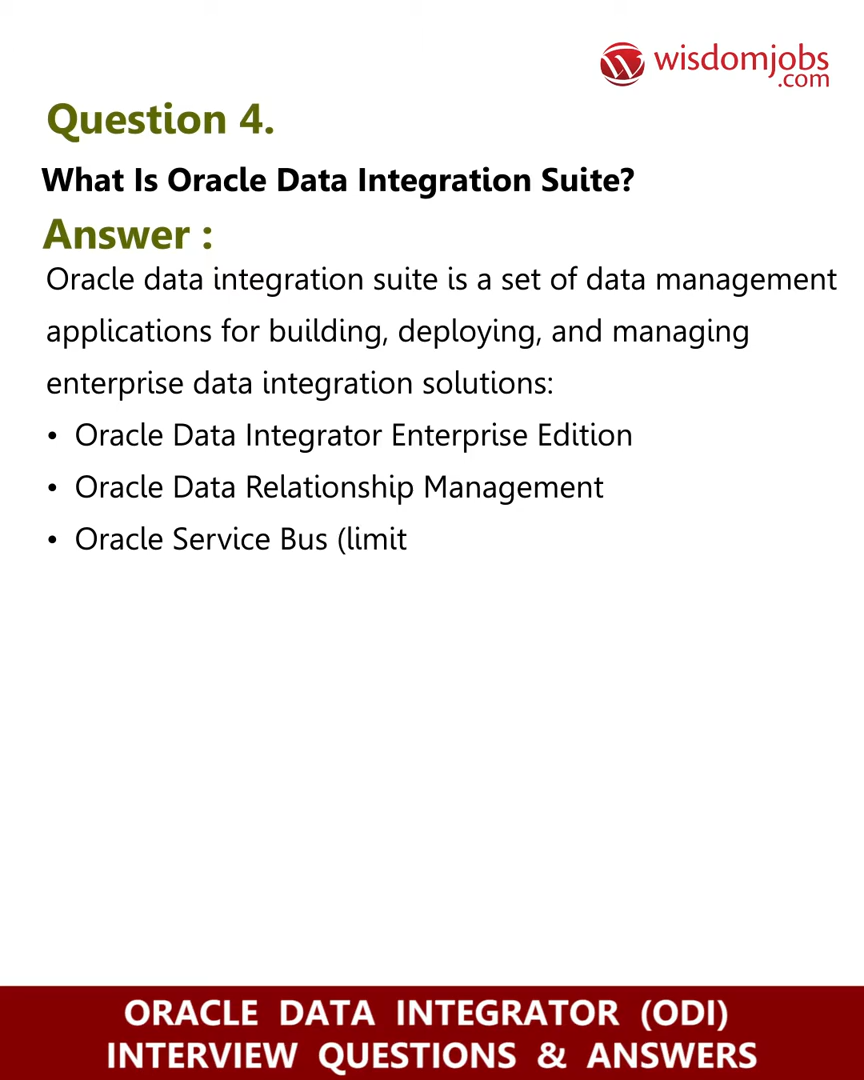 wisdomjobs
.com
Question 4.
What Is Oracle Data Integration Suite?
Answer :
Oracle data integration suite is a set of data management
applications for building, deploying, and managing
enterprise data integration solutions:
• Oracle Data Integrator Enterprise Edition
• Oracle Data Relationship Management
• Oracle Service Bus (limit
ORACLE DATA INTEGRATOR (ODI)
INTERVIEW QUESTIONS & ANSWERS